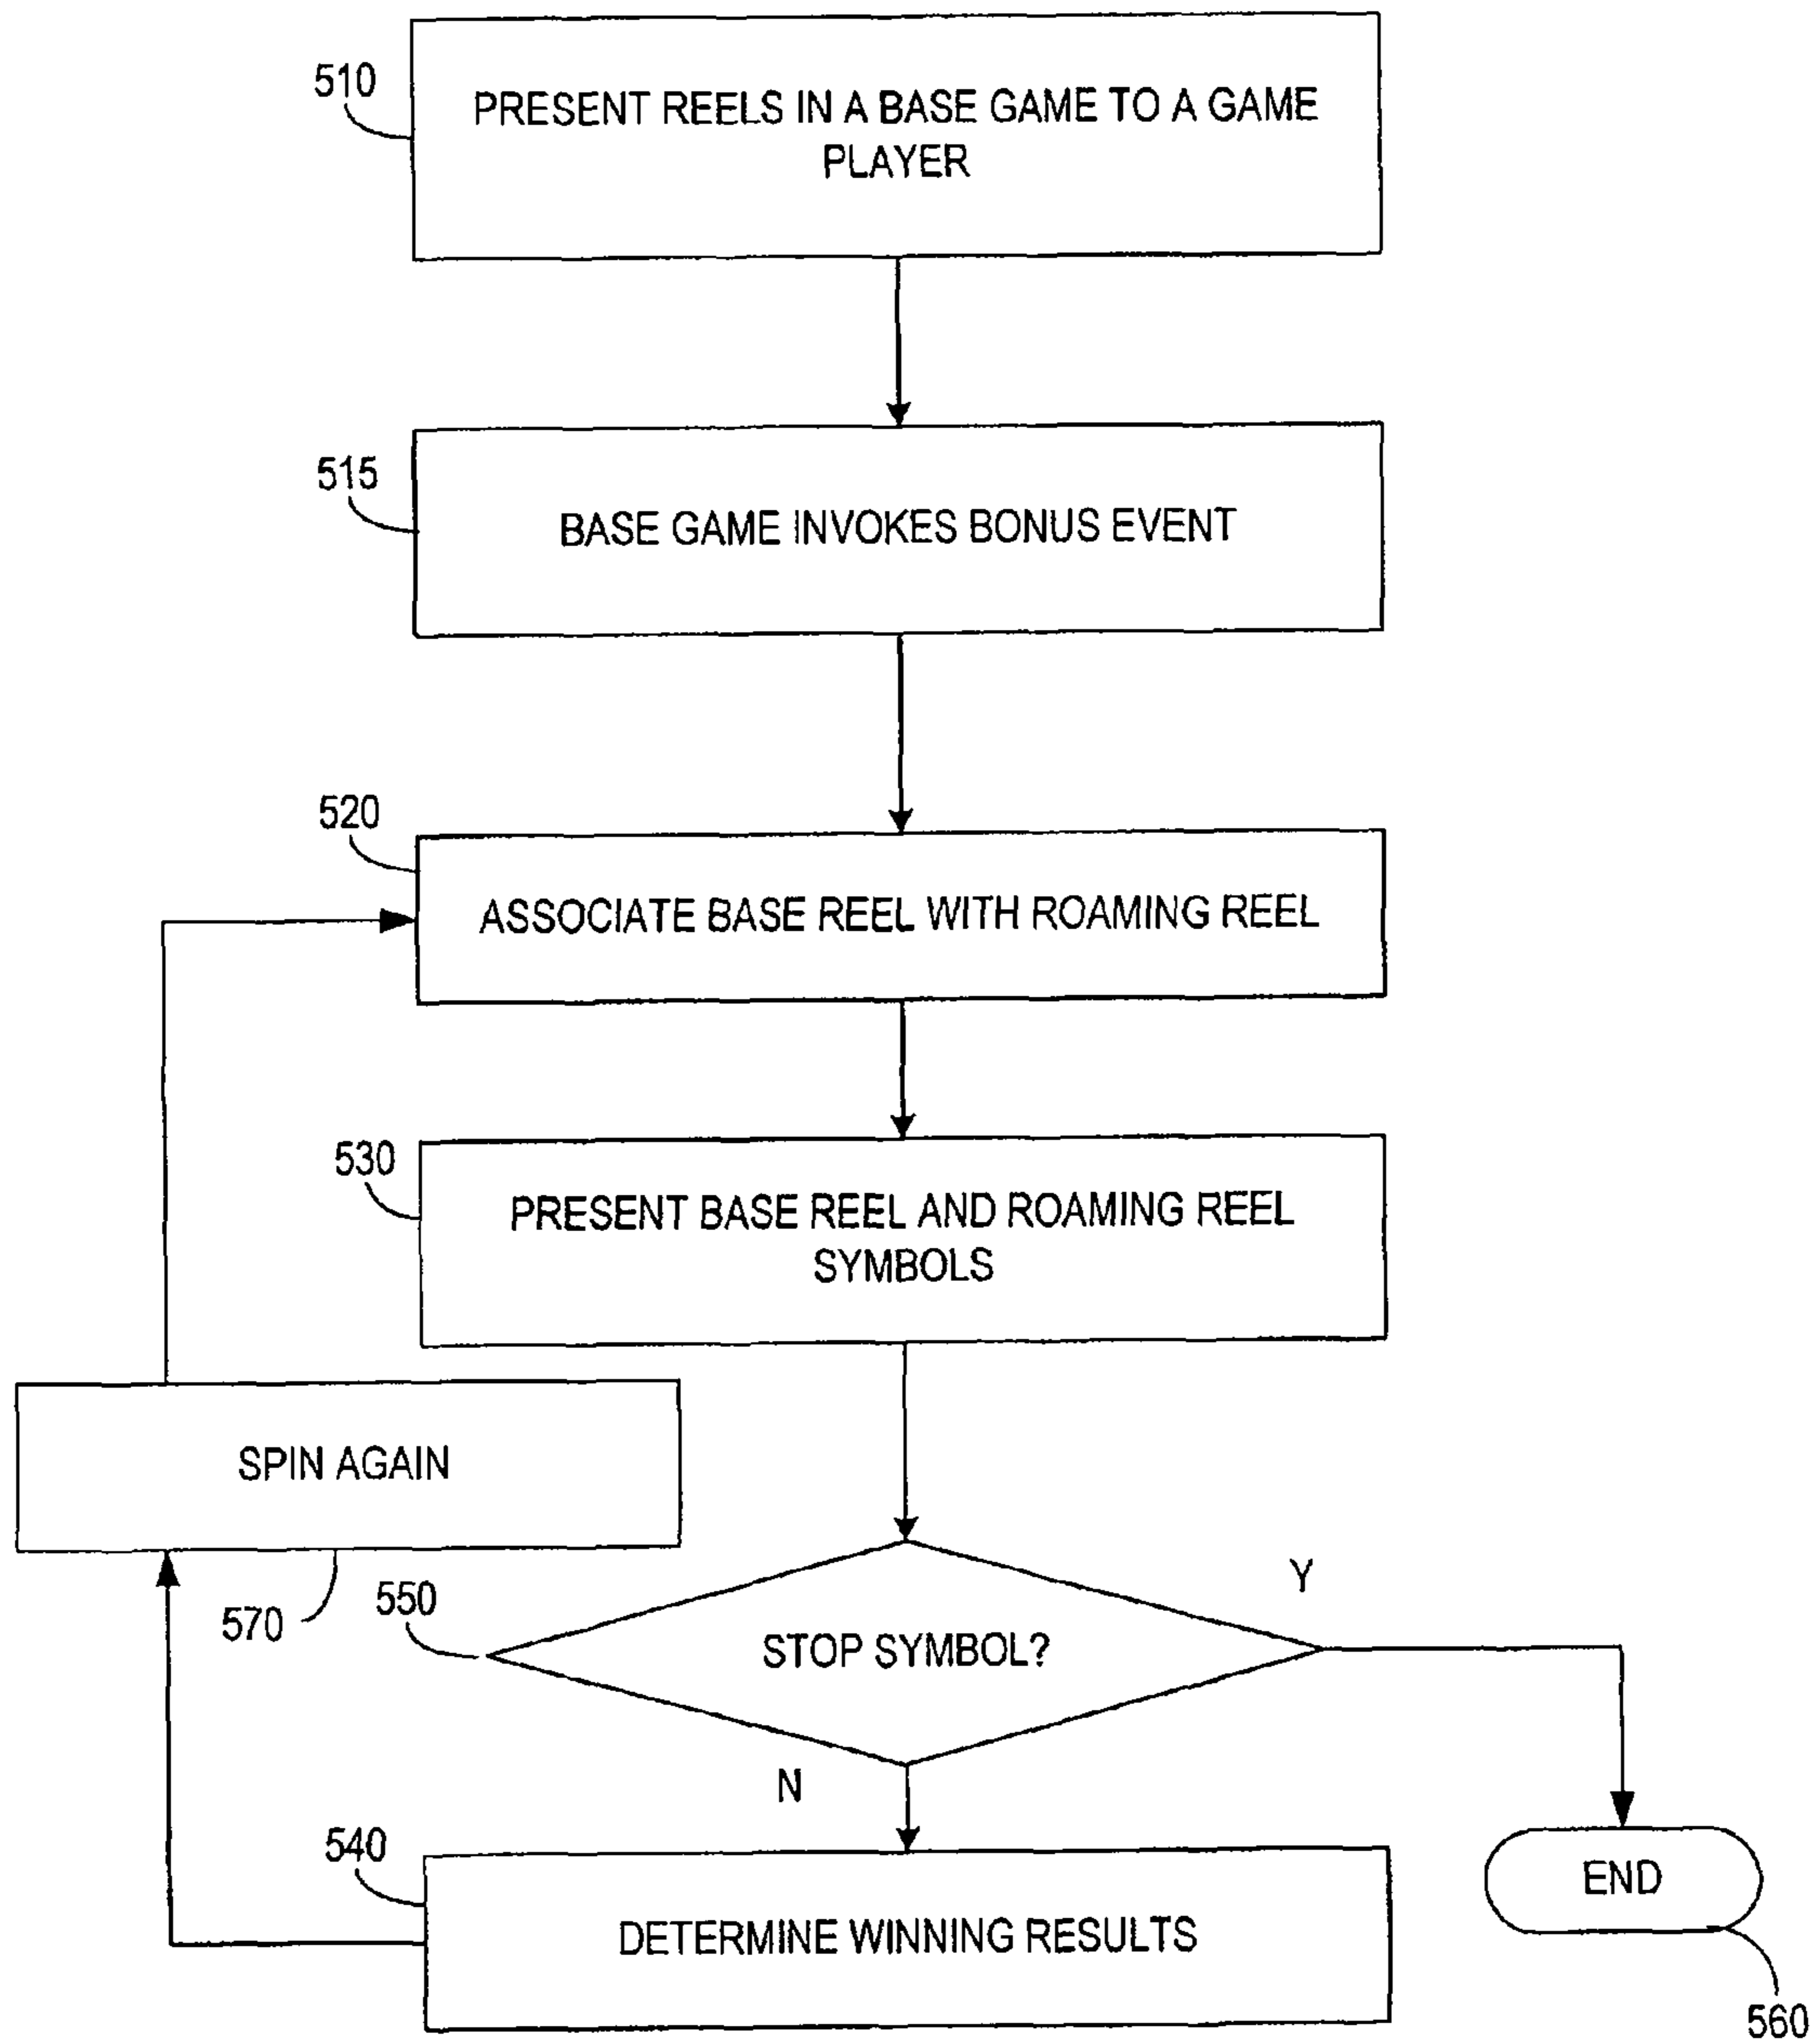 510
PRESENT REELS IN A BASE GAME TO A GAME
PLAYER
515
BASE GAME INVOKES BONUS EVENT
520
ASSOCIATE BASE REEL WITH ROAMING REEL
530
PRESENT BASE REEL AND ROAMING REEL
SYMBOLS
SPIN AGAIN
570
550
STOP SYMBOL?
Y
N
540
DETERMINE WINNING RESULTS
END
560